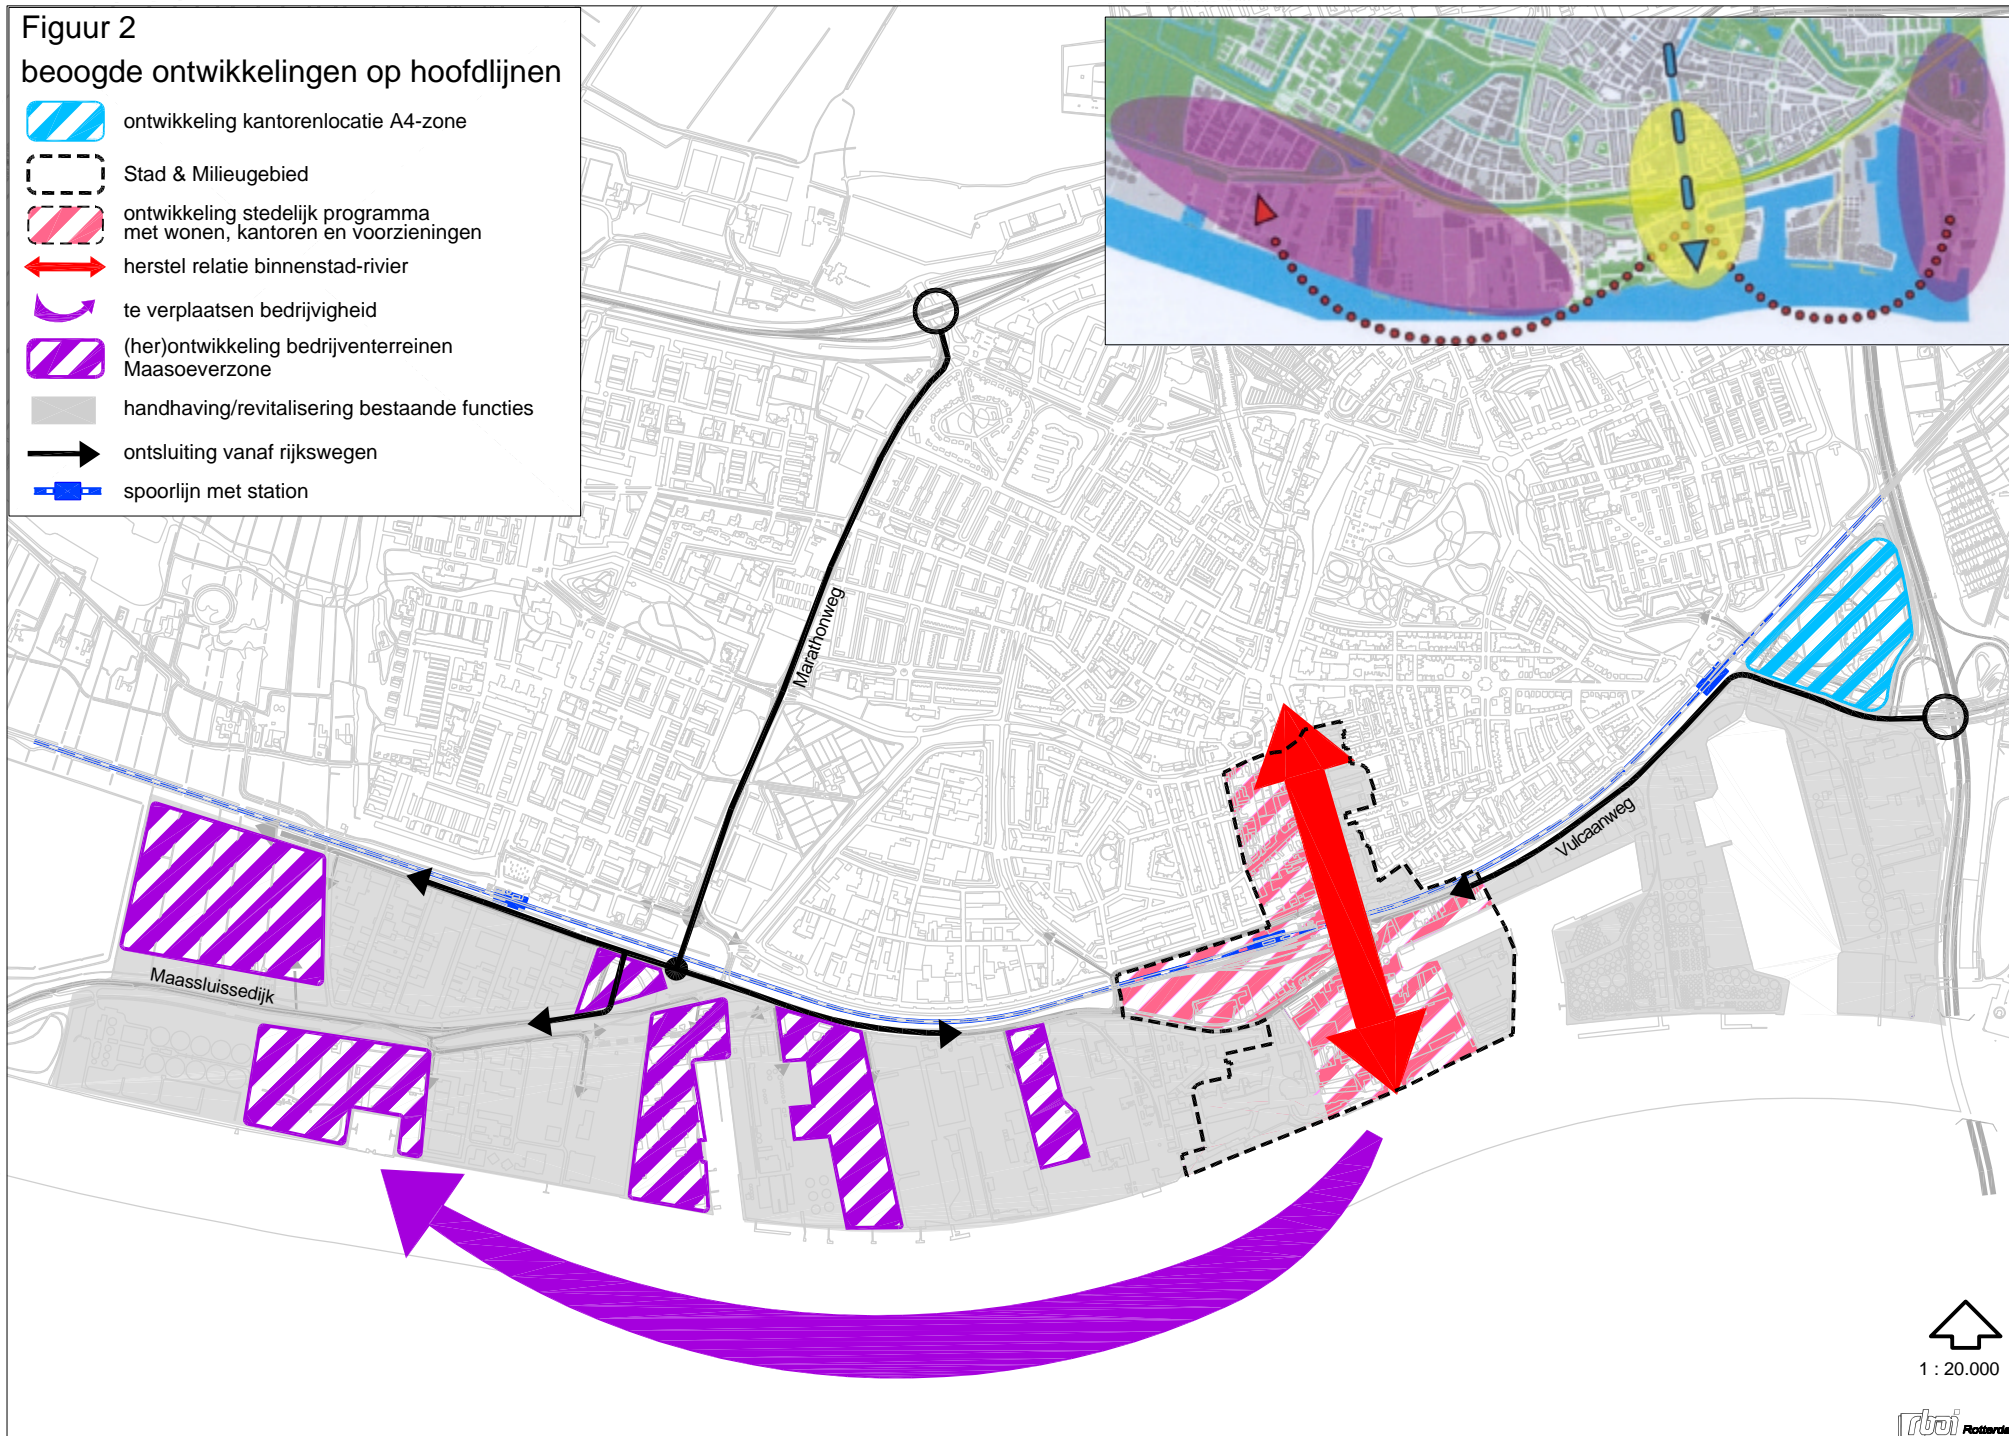 Figuur 2
beoogde ontwikkelingen op hoofdlijnen
ontwikkeling kantorenlocatie A4-zone
Stad & Milieugebied
ontwikkeling stedelijk programma
met wonen, kantoren en voorzieningen
herstel relatie binnenstad-rivier
te verplaatsen bedrijvigheid
(her)ontwikkeling bedrijventerreinen
Maasoeverzone
handhaving/revitalisering bestaande functies
ontsluiting vanaf rijkswegen
spoorlijn met station
Marathonweg
Vulcaanweg
Maassluissedijk
1 : 20.000
rboi